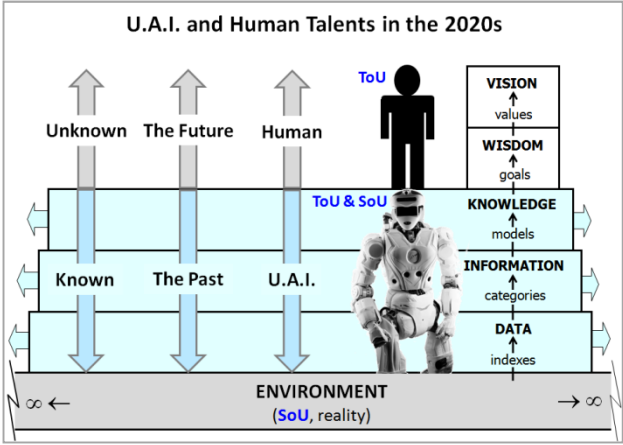 U.A.I. and Human Talents in the 2020s
ToU
VISION
values
Unknown The Future Human
WISDOM
goals
ToU & SoU
KNOWLEDGE
models
INFORMATION
Known The Past U.A.I.
categories
DATA
indexes
ENVIRONMENT
∞ ← (SoU, reality) → ∞